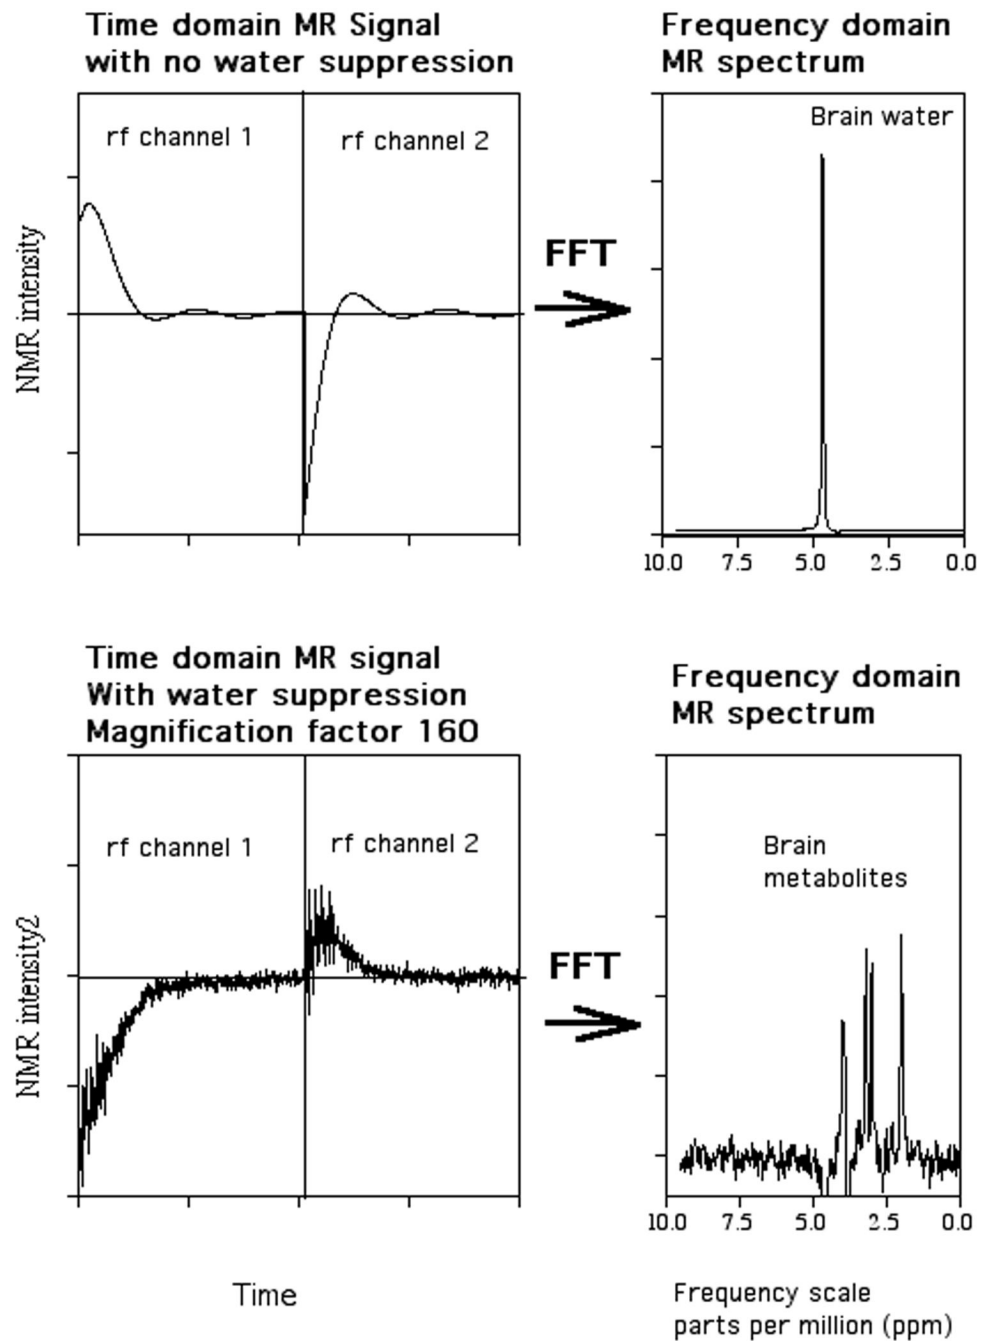 Time domain MR Signal
with no water suppression
Frequency domain
MR spectrum
rf channel 1
rf channel 2
NMR intensity
FFT
Brain water
10.0 7.5 5.0 2.5 0.0
Time domain MR signal
With water suppression
Magnification factor 160
Frequency domain
MR spectrum
rf channel 1
rf channel 2
NMR intensity2
FFT
Brain
metabolites
10.0 7.5 5.0 2.5 0.0
Time
Frequency scale
parts per million (ppm)